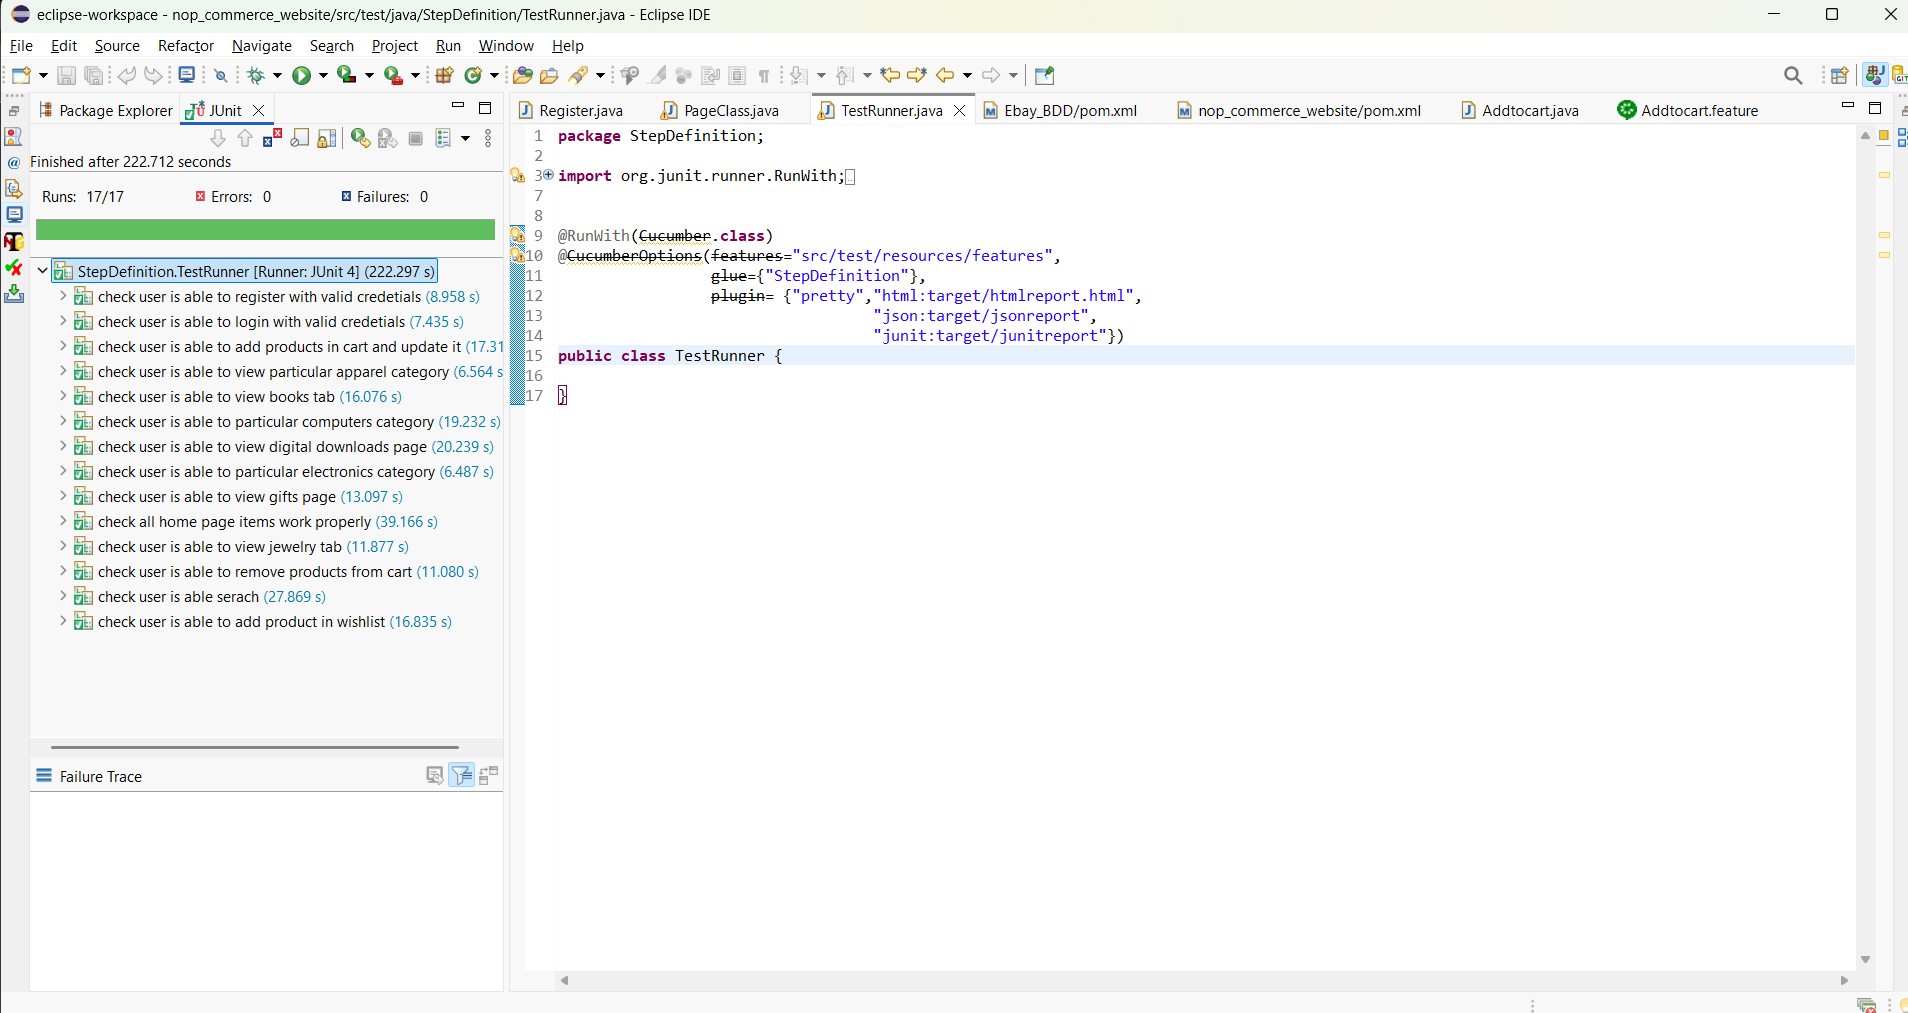 eclipse-workspace - nop_commerce_website/src/test/java/StepDefinition/TestRunner.java - Eclipse IDE
File Edit Source Refactor Navigate Search Project Run Window Help
Package Explorer JUnit
Finished after 222.712 seconds
Runs: 17/17 Errors: 0 Failures: 0
StepDefinition.TestRunner [Runner: JUnit 4] (222.297 s)
check user is able to register with valid credetials (8.958 s)
check user is able to login with valid credetials (7.435 s)
check user is able to add products in cart and update it (17.31
check user is able to view particular apparel category (6.564 s
check user is able to view books tab (16.076 s)
check user is able to particular computers category (19.232 s)
check user is able to view digital downloads page (20.239 s)
check user is able to particular electronics category (6.487 s)
check user is able to view gifts page (13.097 s)
check all home page items work properly (39.166 s)
check user is able to view jewelry tab (11.877 s)
check user is able to remove products from cart (11.080 s)
check user is able serach (27.869 s)
check user is able to add product in wishlist (16.835 s)
Failure Trace
Register.java PageClass.java TestRunner.java Ebay_BDD/pom.xml nop_commerce_website/pom.xml Addtocart.java Addtocart.feature
1 package StepDefinition;
2
3 import org.junit.runner.RunWith;
7
8
9 @RunWith(Cucumber.class)
10 @CucumberOptions(features="src/test/resources/features",
11 glue={"StepDefinition"},
12 plugin= {"pretty","html:target/htmlreport.html",
13 "json:target/jsonreport",
14 "junit:target/junitreport"})
15 public class TestRunner {
16
17 }